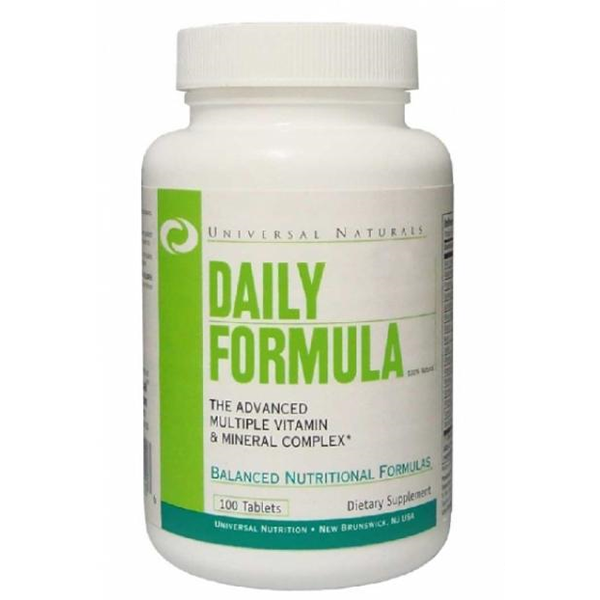 UNIVERSAL NATURALS
DAILY
FORMULA
THE ADVANCED
MULTIPLE VITAMIN
& MINERAL COMPLEX*
BALANCED NUTRITIONAL FORMULAS
100 Tablets
Dietary Supplement
UNIVERSAL NUTRITION • NEW BRUNSWICK, NJ USA